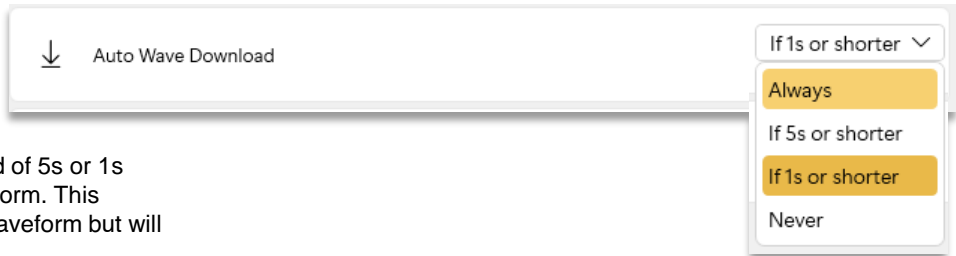 Auto Wave Download
If 1s or shorter
Always
If 5s or shorter
If 1s or shorter
Never
of 5s or 1s
orm. This
aveform but will